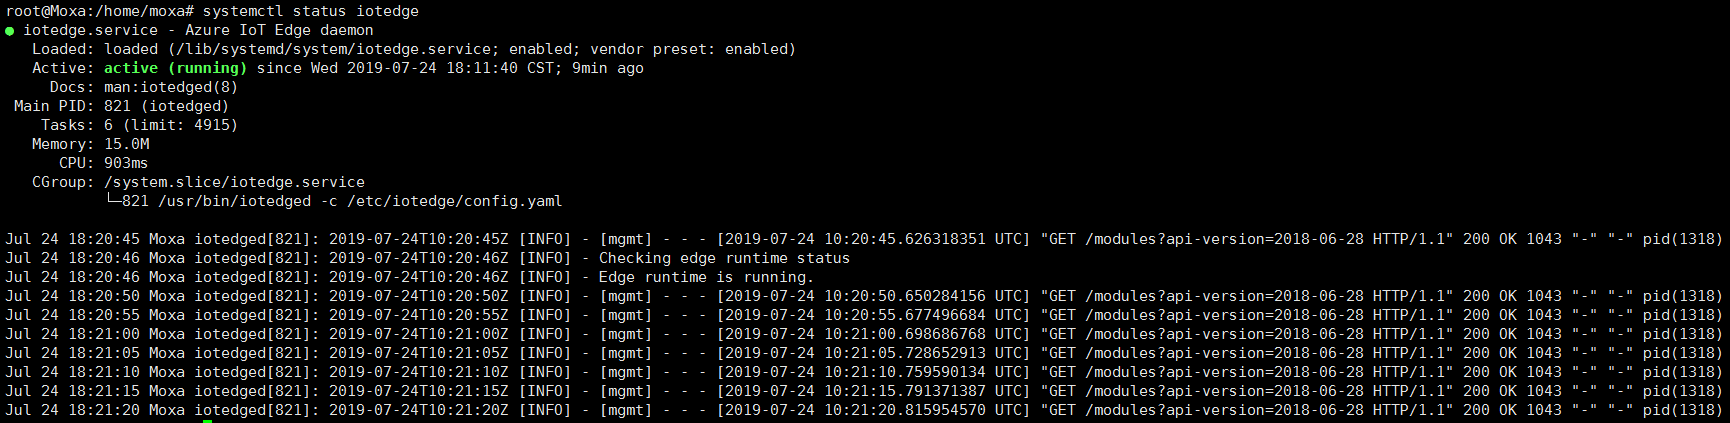 root@Moxa:/home/moxa# systemctl status iotedge
● iotedge.service - Azure IoT Edge daemon
   Loaded: loaded (/lib/systemd/system/iotedge.service; enabled; vendor preset: enabled)
   Active: active (running) since Wed 2019-07-24 18:11:40 CST; 9min ago
     Docs: man:iotedged(8)
 Main PID: 821 (iotedged)
    Tasks: 6 (limit: 4915)
   Memory: 15.0M
      CPU: 903ms
   CGroup: /system.slice/iotedge.service
           └─821 /usr/bin/iotedged -c /etc/iotedge/config.yaml

Jul 24 18:20:45 Moxa iotedged[821]: 2019-07-24T10:20:45Z [INFO] - [mgmt] - - - [2019-07-24 10:20:45.626318351 UTC] "GET /modules?api-version=2018-06-28 HTTP/1.1" 200 OK 1043 "-" "-" pid(1318)
Jul 24 18:20:46 Moxa iotedged[821]: 2019-07-24T10:20:46Z [INFO] - Checking edge runtime status
Jul 24 18:20:46 Moxa iotedged[821]: 2019-07-24T10:20:46Z [INFO] - Edge runtime is running.
Jul 24 18:20:50 Moxa iotedged[821]: 2019-07-24T10:20:50Z [INFO] - [mgmt] - - - [2019-07-24 10:20:50.650284156 UTC] "GET /modules?api-version=2018-06-28 HTTP/1.1" 200 OK 1043 "-" "-" pid(1318)
Jul 24 18:20:55 Moxa iotedged[821]: 2019-07-24T10:20:55Z [INFO] - [mgmt] - - - [2019-07-24 10:20:55.677496684 UTC] "GET /modules?api-version=2018-06-28 HTTP/1.1" 200 OK 1043 "-" "-" pid(1318)
Jul 24 18:21:00 Moxa iotedged[821]: 2019-07-24T10:21:00Z [INFO] - [mgmt] - - - [2019-07-24 10:21:00.698686768 UTC] "GET /modules?api-version=2018-06-28 HTTP/1.1" 200 OK 1043 "-" "-" pid(1318)
Jul 24 18:21:05 Moxa iotedged[821]: 2019-07-24T10:21:05Z [INFO] - [mgmt] - - - [2019-07-24 10:21:05.728652913 UTC] "GET /modules?api-version=2018-06-28 HTTP/1.1" 200 OK 1043 "-" "-" pid(1318)
Jul 24 18:21:10 Moxa iotedged[821]: 2019-07-24T10:21:10Z [INFO] - [mgmt] - - - [2019-07-24 10:21:10.759590134 UTC] "GET /modules?api-version=2018-06-28 HTTP/1.1" 200 OK 1043 "-" "-" pid(1318)
Jul 24 18:21:15 Moxa iotedged[821]: 2019-07-24T10:21:15Z [INFO] - [mgmt] - - - [2019-07-24 10:21:15.791371387 UTC] "GET /modules?api-version=2018-06-28 HTTP/1.1" 200 OK 1043 "-" "-" pid(1318)
Jul 24 18:21:20 Moxa iotedged[821]: 2019-07-24T10:21:20Z [INFO] - [mgmt] - - - [2019-07-24 10:21:20.815954570 UTC] "GET /modules?api-version=2018-06-28 HTTP/1.1" 200 OK 1043 "-" "-" pid(1318)